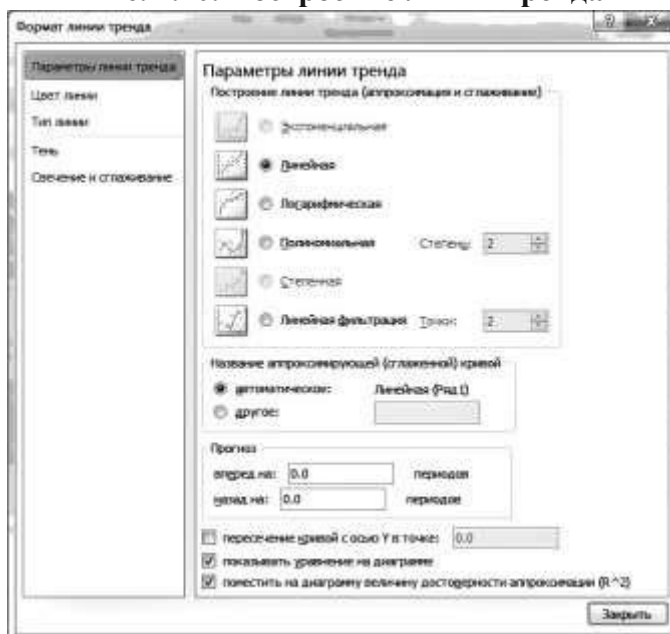 Формат линии тренда
Параметры линии тренда
Цвет линии
Тип линии
Тень
Свечение и сглаживание
Параметры линии тренда
Построение линии тренда (аппроксимация и сглаживание)
Экспоненциальная
Линейная
Логарифмическая
Полиномиальная Степень: 2
Степенная
Линейная фильтрация Точки: 2
Название аппроксимирующей (сглаженной) кривой
автоматическое: Линейная (Ряд1)
другое:
Прогноз
вперед на: 0.0 периодов
назад на: 0.0 периодов
пересечение кривой с осью Y в точке: 0.0
показывать уравнение на диаграмме
поместить на диаграмму величину достоверности аппроксимации (R^2)
Закрыть